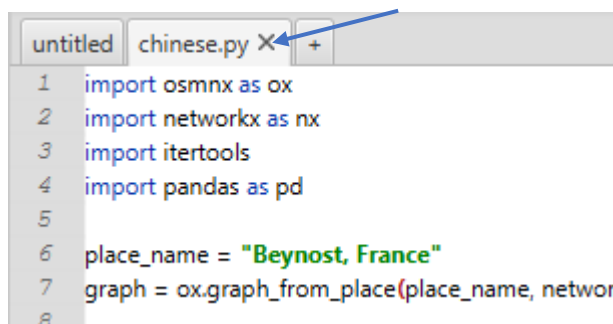 untitled chinese.py × +
1 import osmnx as ox
2 import networkx as nx
3 import itertools
4 import pandas as pd
5
6 place_name = "Beynost, France"
7 graph = ox.graph_from_place(place_name, networ
8